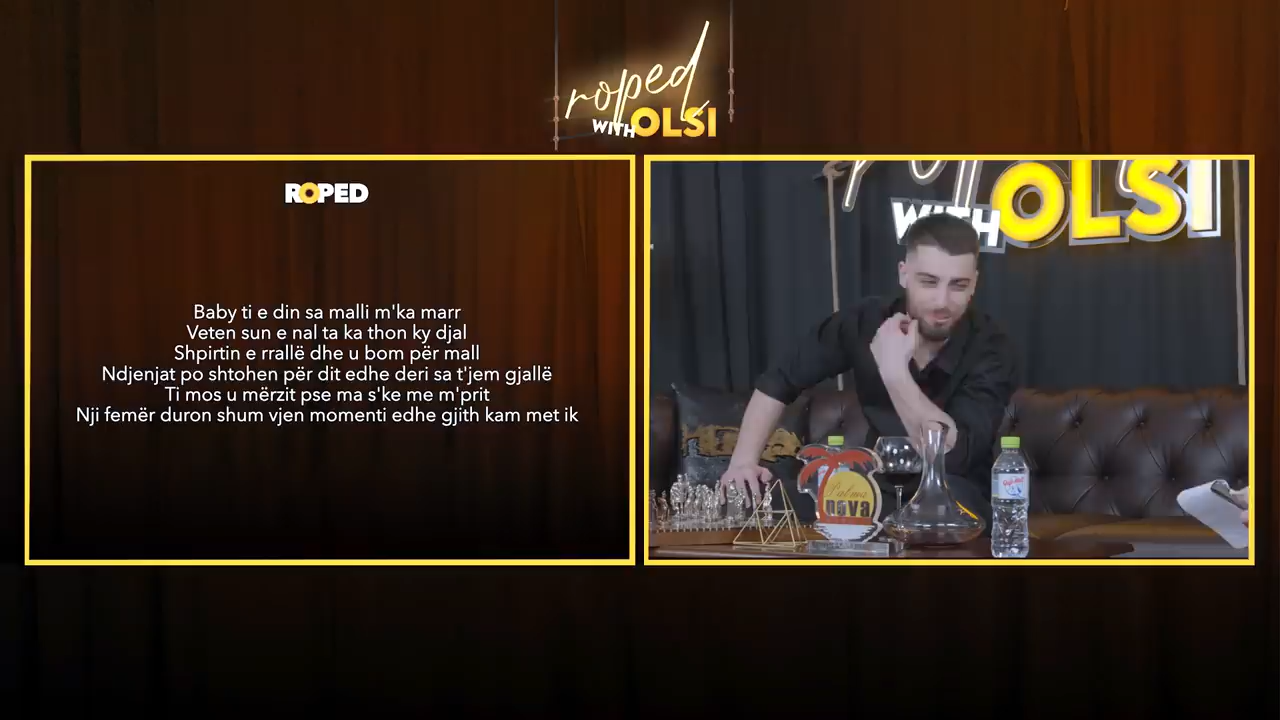 roped
WITH OLSI
ROPED
Baby ti e din sa malli m'ka marr
Veten sun e nal ta ka thon ky djal
Shpirtin e rrallë dhe u bom për mall
Ndjenjat po shtohen për dit edhe deri sa t'jem gjallë
Ti mos u mërzit pse ma s'ke me m'prit
Nji femër duron shum vjen momenti edhe gjith kam met ik
WITH OLSI
Palma
nova